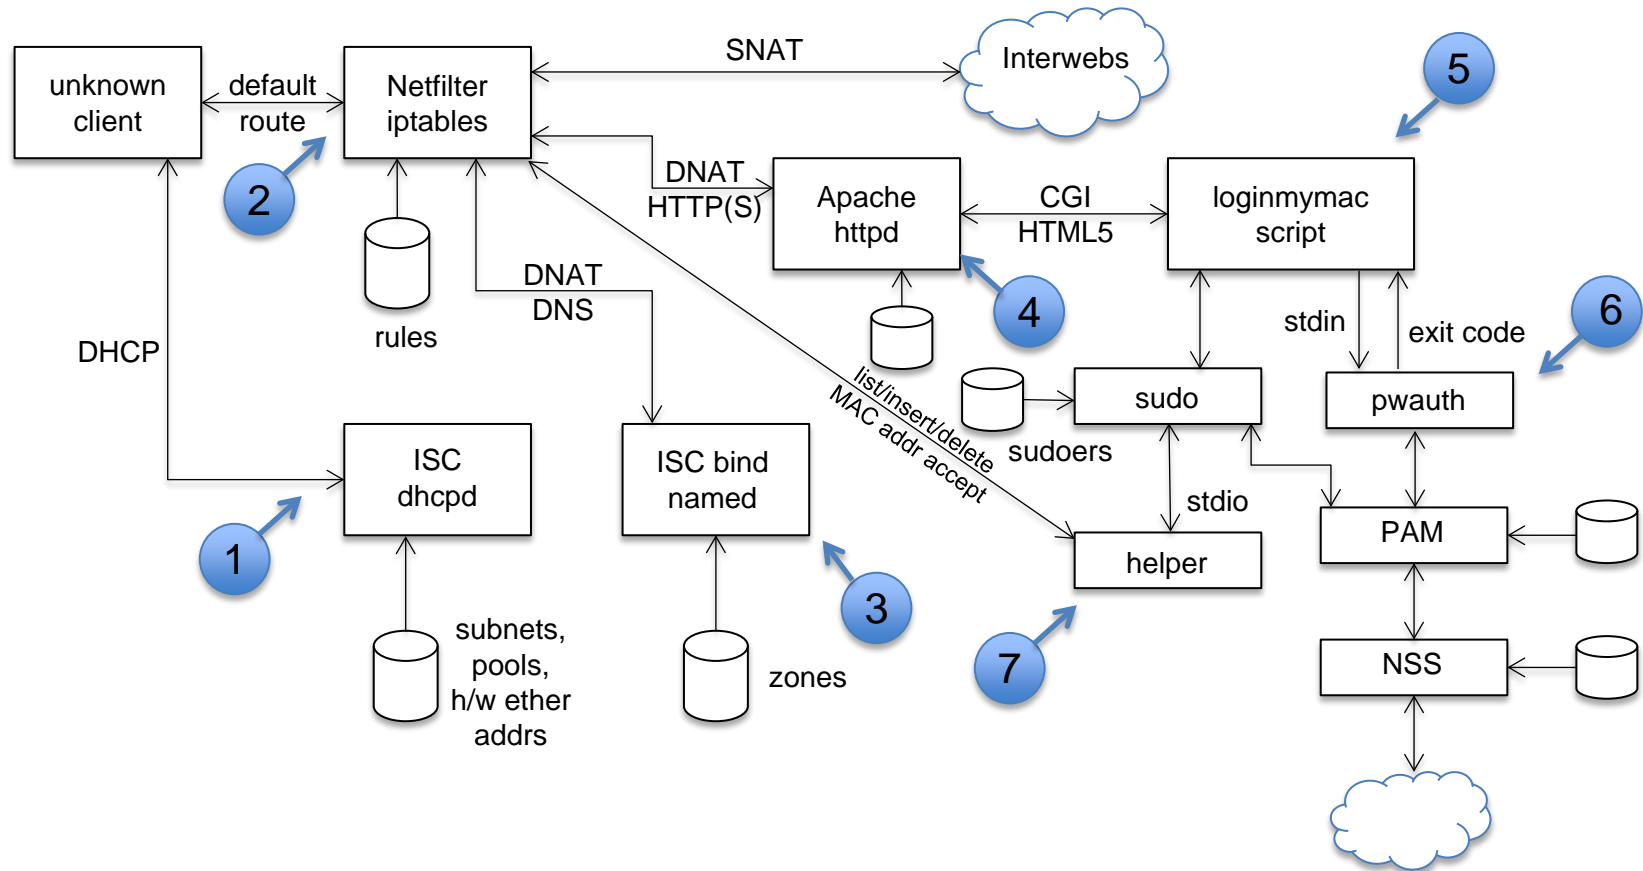 SNAT
Interwebs
5
unknown
client
default
route
Netfilter
iptables
2
DNAT
HTTP(S)
Apache
httpd
CGI
HTML5
loginmymac
script
rules
DNAT
DNS
4
stdin
exit code
6
DHCP
list/insert/delete
MAC addr accept
sudo
pwauth
sudoers
ISC
dhcpd
ISC bind
named
stdio
1
helper
PAM
3
subnets,
pools,
h/w ether
addrs
zones
7
NSS